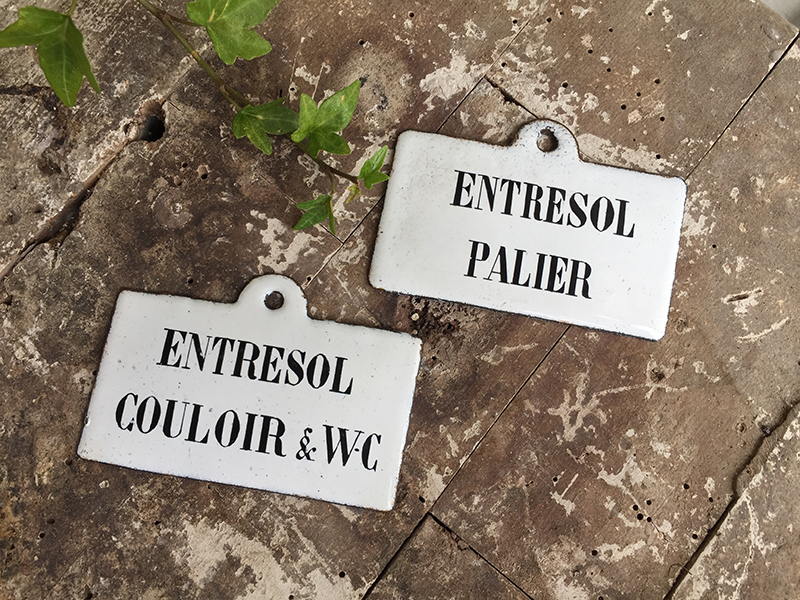 ENTRESOL
PALIER
ENTRESOL
COULOIR & W-C